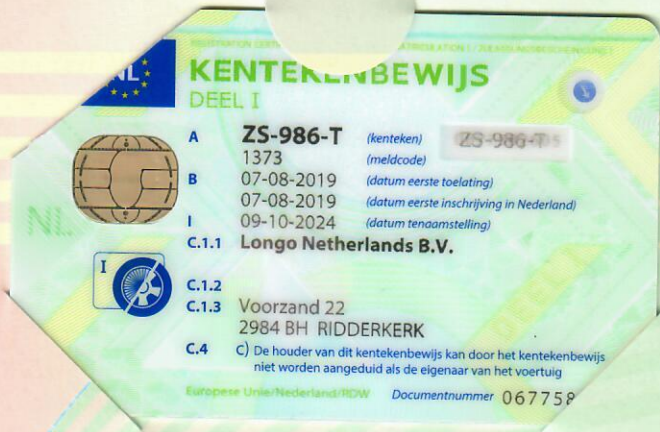 NL
KENTEKENBEWIJS
DEEL I
A ZS-986-T (kenteken) ZS-986-T
1373 (meldcode)
B 07-08-2019 (datum eerste toelating)
07-08-2019 (datum eerste inschrijving in Nederland)
I 09-10-2024 (datum tenaamstelling)
C.1.1 Longo Netherlands B.V.
NL
I
C.1.2
C.1.3 Voorzand 22
2984 BH RIDDERKERK
C.4 C) De houder van dit kentekenbewijs kan door het kentekenbewijs
niet worden aangeduid als de eigenaar van het voertuig
Europese Unie/Nederland/RDW Documentnummer 067758